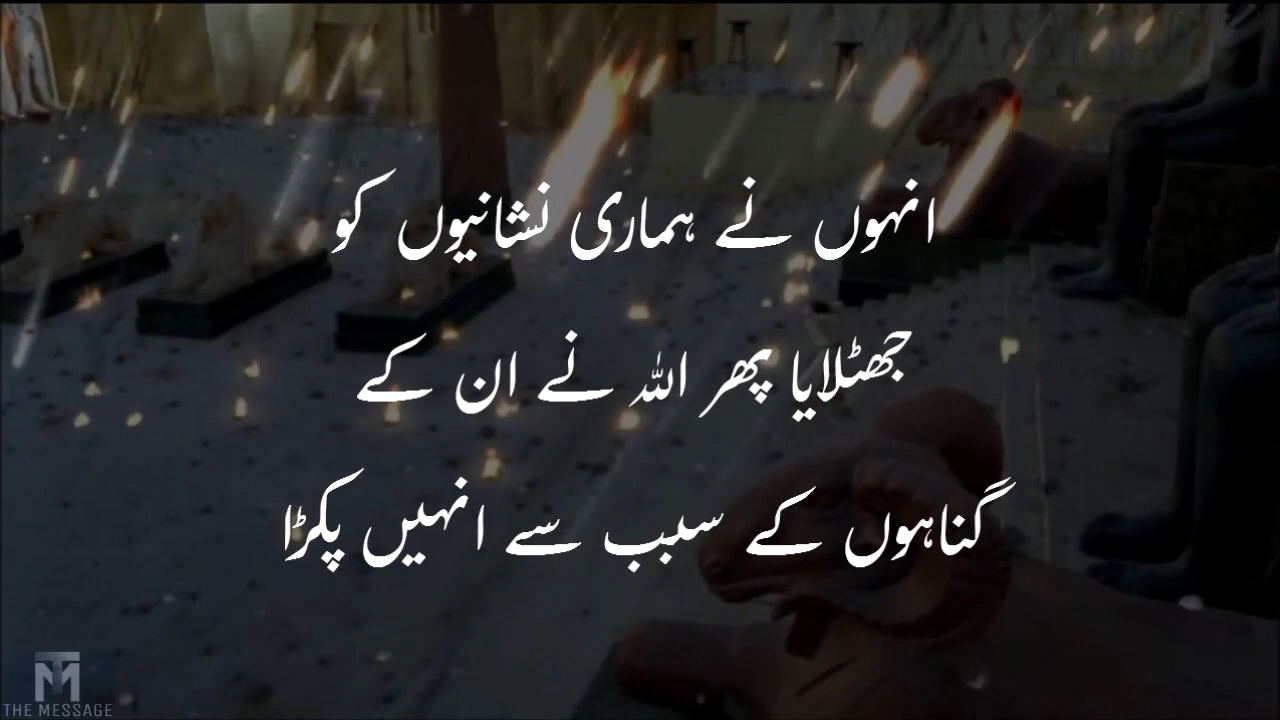 انہوں نے ہماری نشانیوں کو
جھٹلایا پھر اللہ نے ان کے
گناہوں کے سبب سے انہیں پکڑا
TM
THE MESSAGE